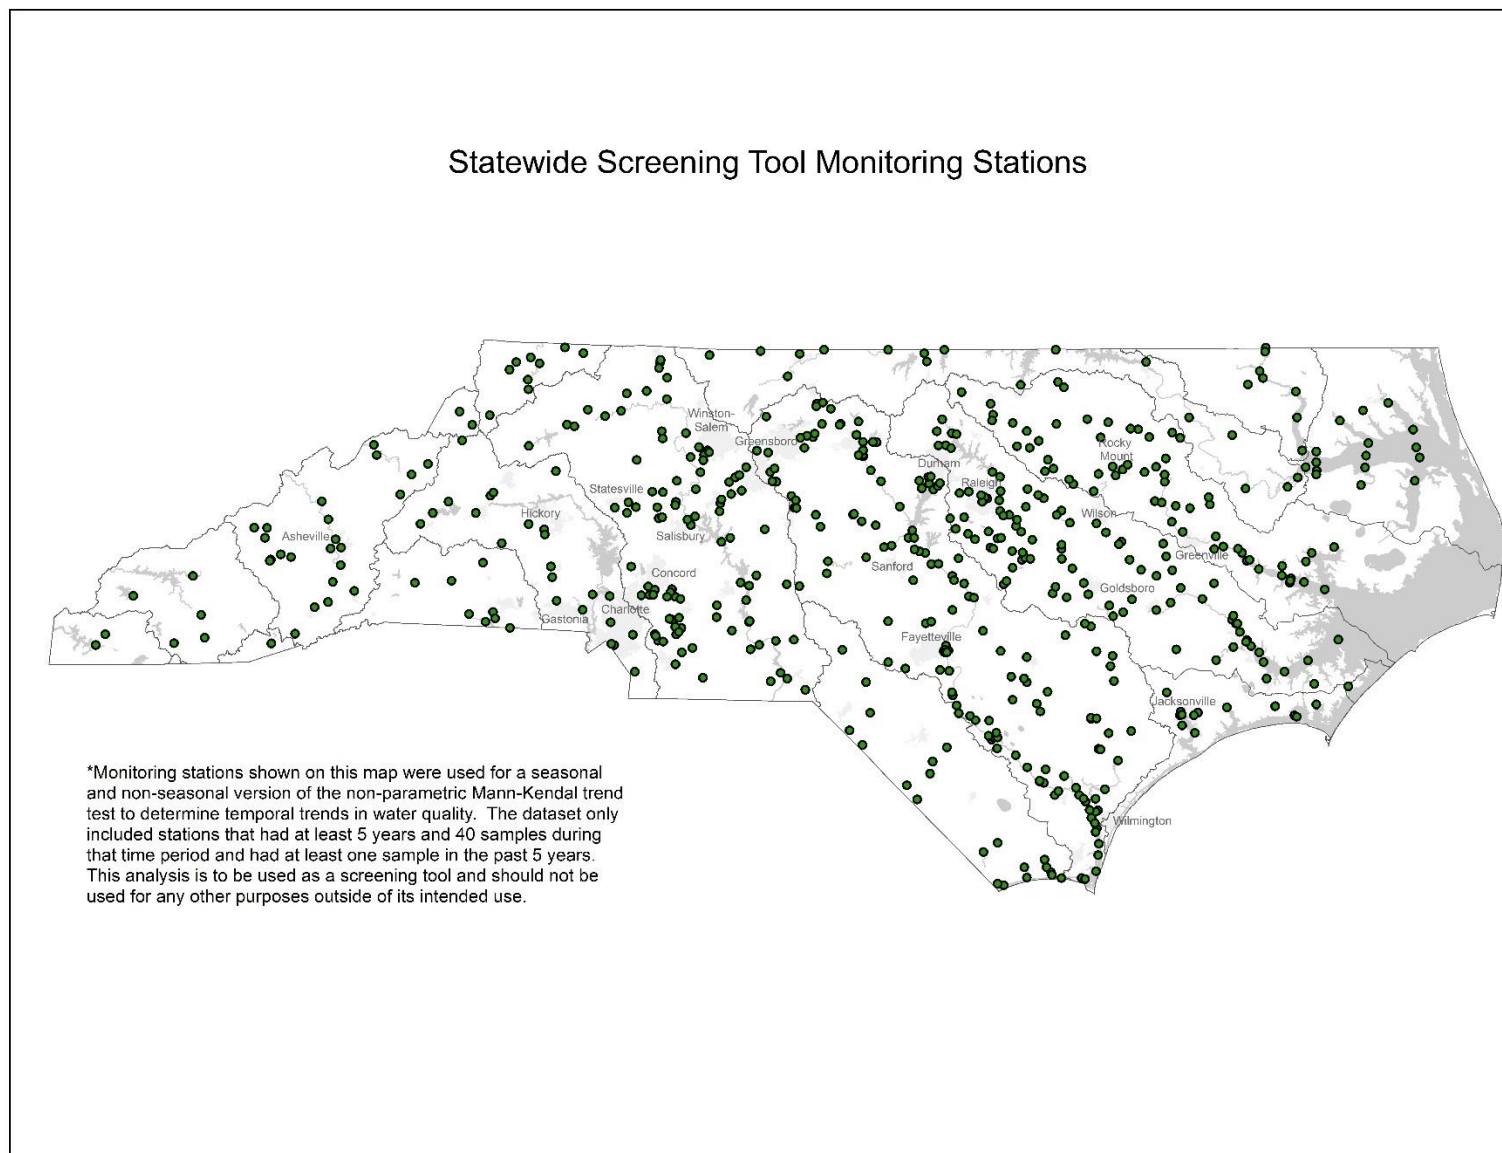 Statewide Screening Tool Monitoring Stations
Winston-
Salem
Greensboro
Durham
Rocky
Mount
Raleigh
Statesville
Hickory
Wilson
Asheville
Salisbury
Greenville
Sanford
Concord
Goldsboro
Charlotte
Gastonia
Fayetteville
Jacksonville
Wilmington
*Monitoring stations shown on this map were used for a seasonal
and non-seasonal version of the non-parametric Mann-Kendal trend
test to determine temporal trends in water quality.  The dataset only
included stations that had at least 5 years and 40 samples during
that time period and had at least one sample in the past 5 years.
This analysis is to be used as a screening tool and should not be
used for any other purposes outside of its intended use.